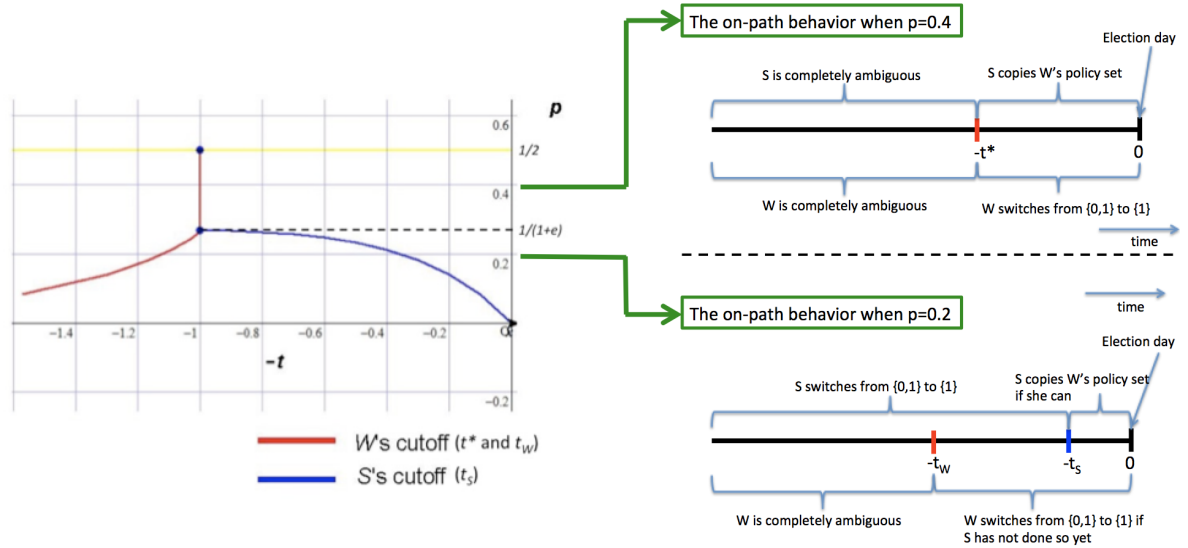 p
0.6
1/2
0.4
1/(1+e)
0.2
-1.4
-1.2
-1
-0.8
-0.6
-0.4
-0.2
-t
-0.2
W's cutoff (t* and tW)
S's cutoff (tS)
The on-path behavior when p=0.4
Election day
S is completely ambiguous
S copies W's policy set
-t*
0
W is completely ambiguous
W switches from {0,1} to {1}
time
time
The on-path behavior when p=0.2
Election day
S switches from {0,1} to {1}
S copies W's policy set
if she can
-tW
-tS
0
W is completely ambiguous
W switches from {0,1} to {1} if
S has not done so yet